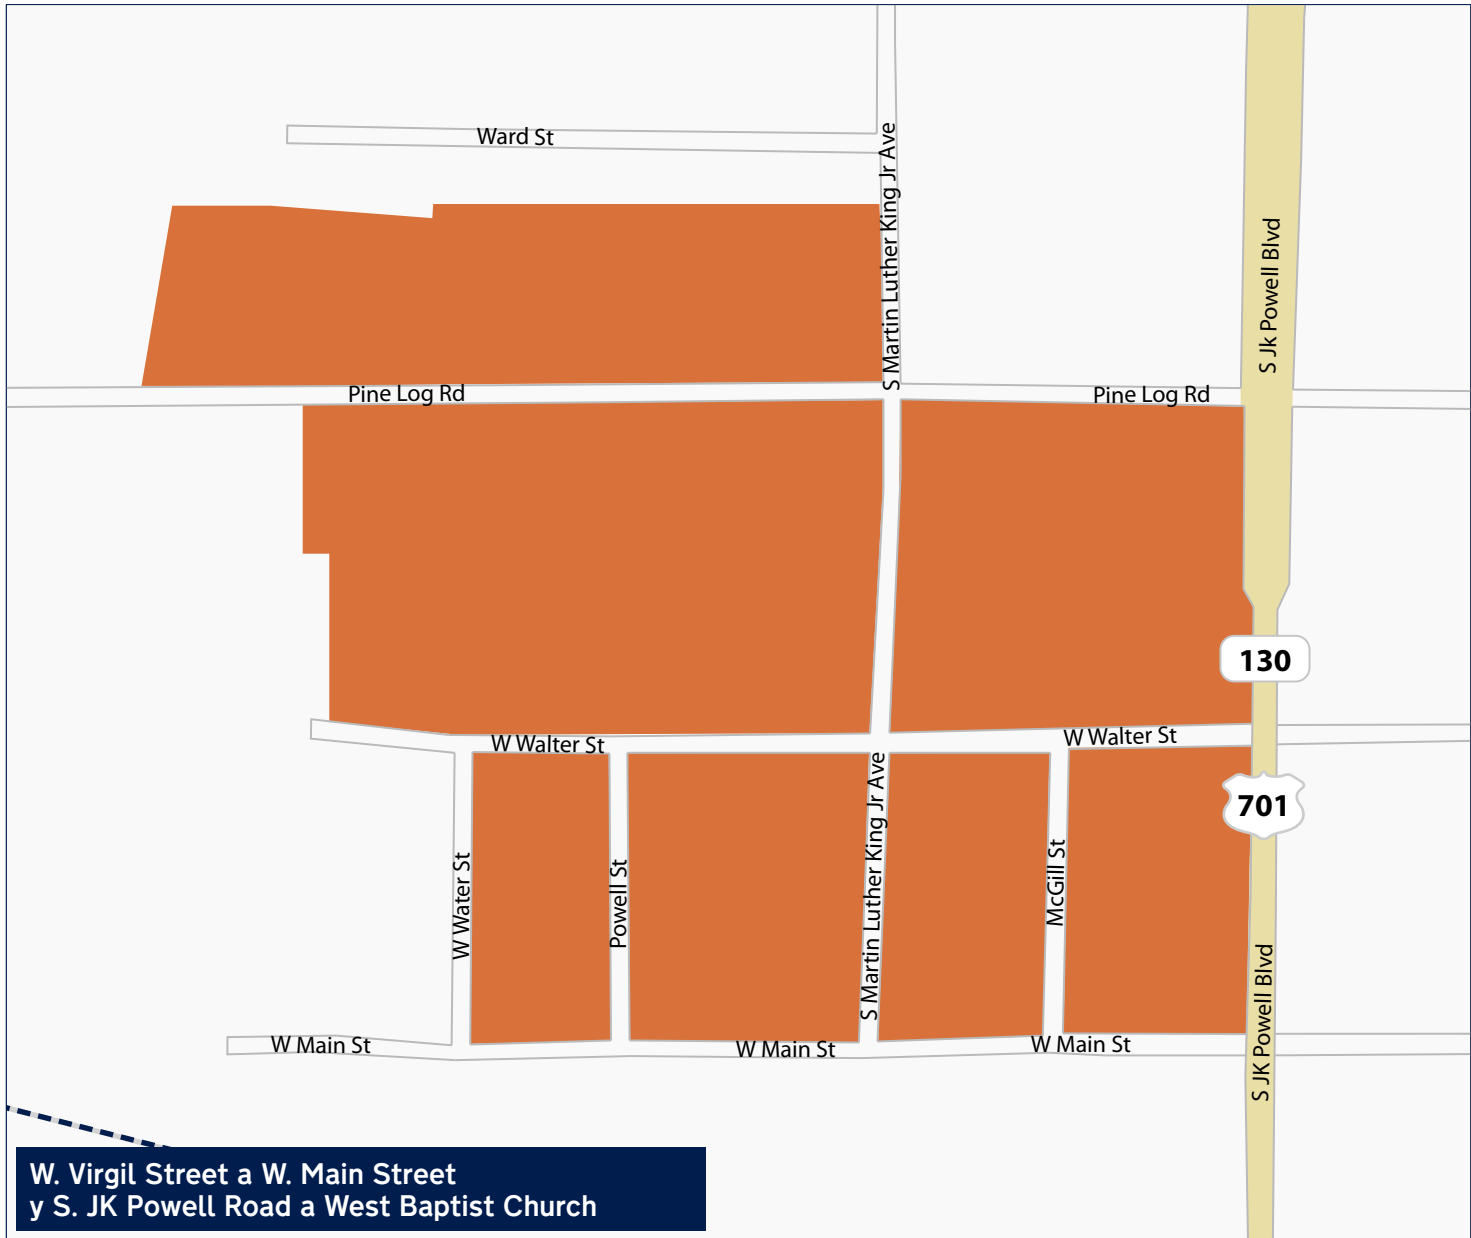 Ward St
S Martin Luther King Jr Ave
S Jk Powell Blvd
Pine Log Rd
Pine Log Rd
130
W Walter St
W Walter St
701
W Water St
Powell St
S Martin Luther King Jr Ave
McGill St
S JK Powell Blvd
W Main St
W Main St
W Main St
W. Virgil Street a W. Main Street
y S. JK Powell Road a West Baptist Church